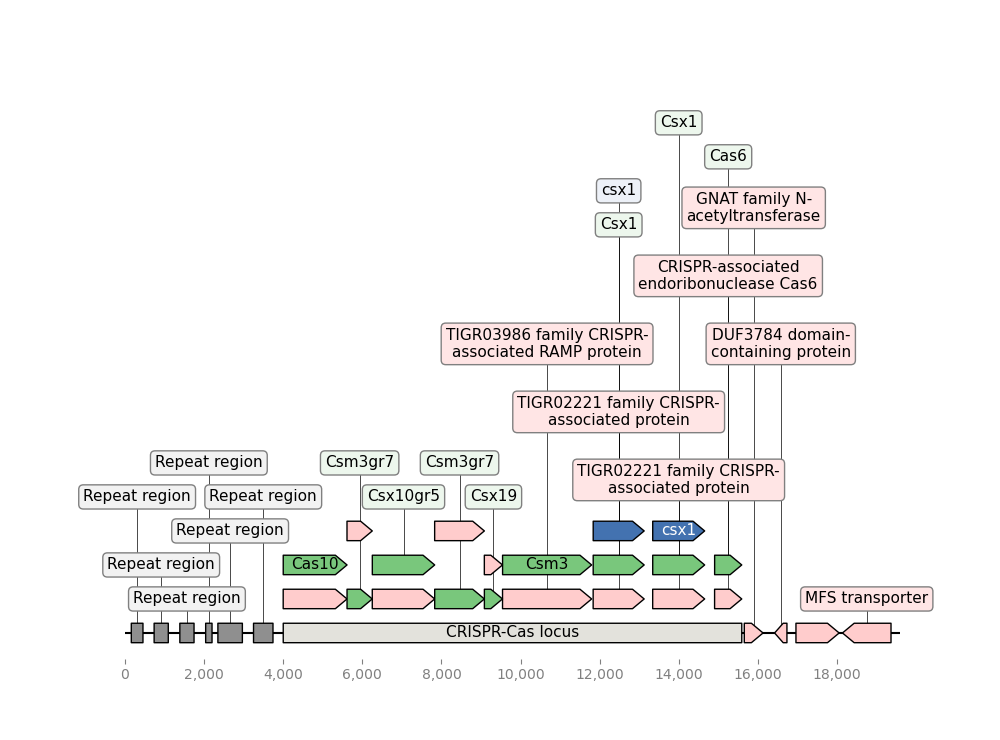 Csx1
Cas6
csx1
GNAT family N-
acetyltransferase
Csx1
CRISPR-associated
endoribonuclease Cas6
TIGR03986 family CRISPR-
associated RAMP protein
DUF3784 domain-
containing protein
TIGR02221 family CRISPR-
associated protein
Repeat region
Csm3gr7
Csm3gr7
TIGR02221 family CRISPR-
associated protein
Repeat region
Repeat region
Csx10gr5
Csx19
Repeat region
csx1
Repeat region
Cas10
Csm3
Repeat region
MFS transporter
CRISPR-Cas locus
0
2,000
4,000
6,000
8,000
10,000
12,000
14,000
16,000
18,000